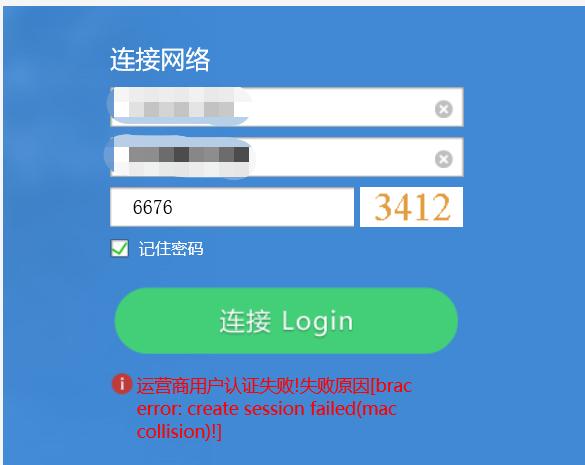 连接网络
6676
3412
记住密码
连接 Login
运营商用户认证失败!失败原因[brac
error: create session failed(mac
collision)!]